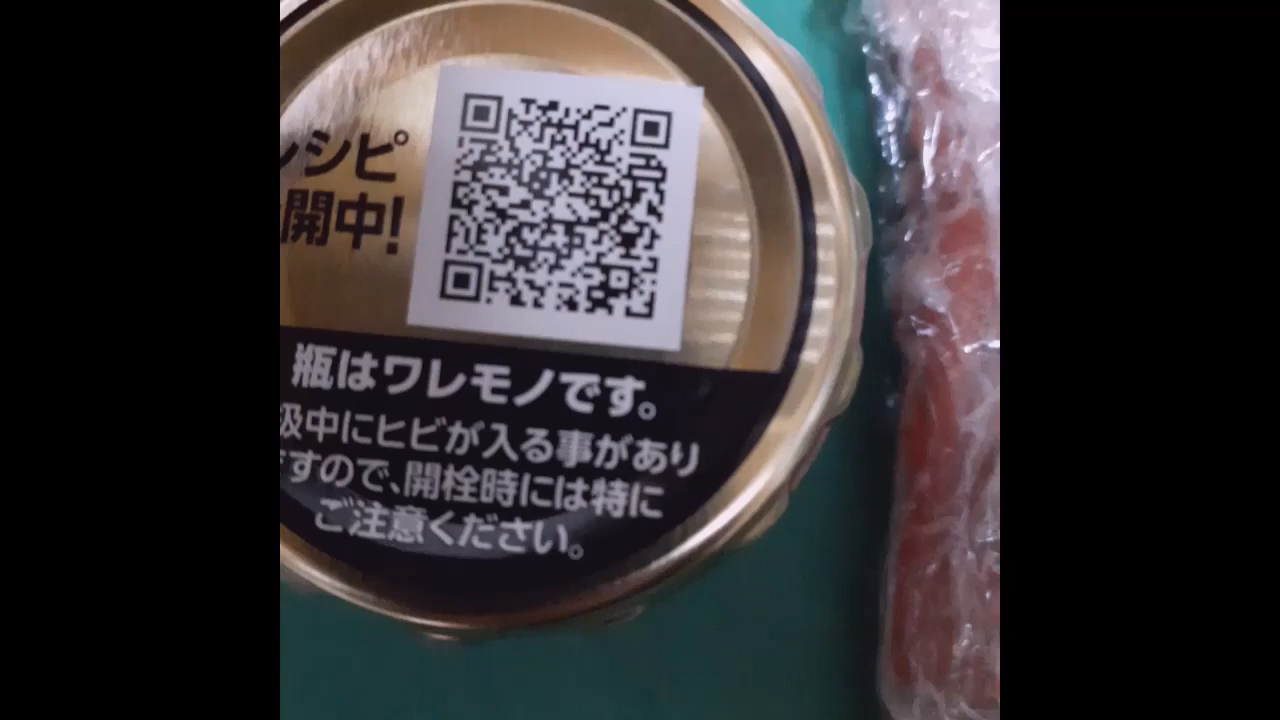 シピ
開中!
瓶はワレモノです。
扱中にヒビが入る事があり
ますので、開栓時には特に
ご注意ください。